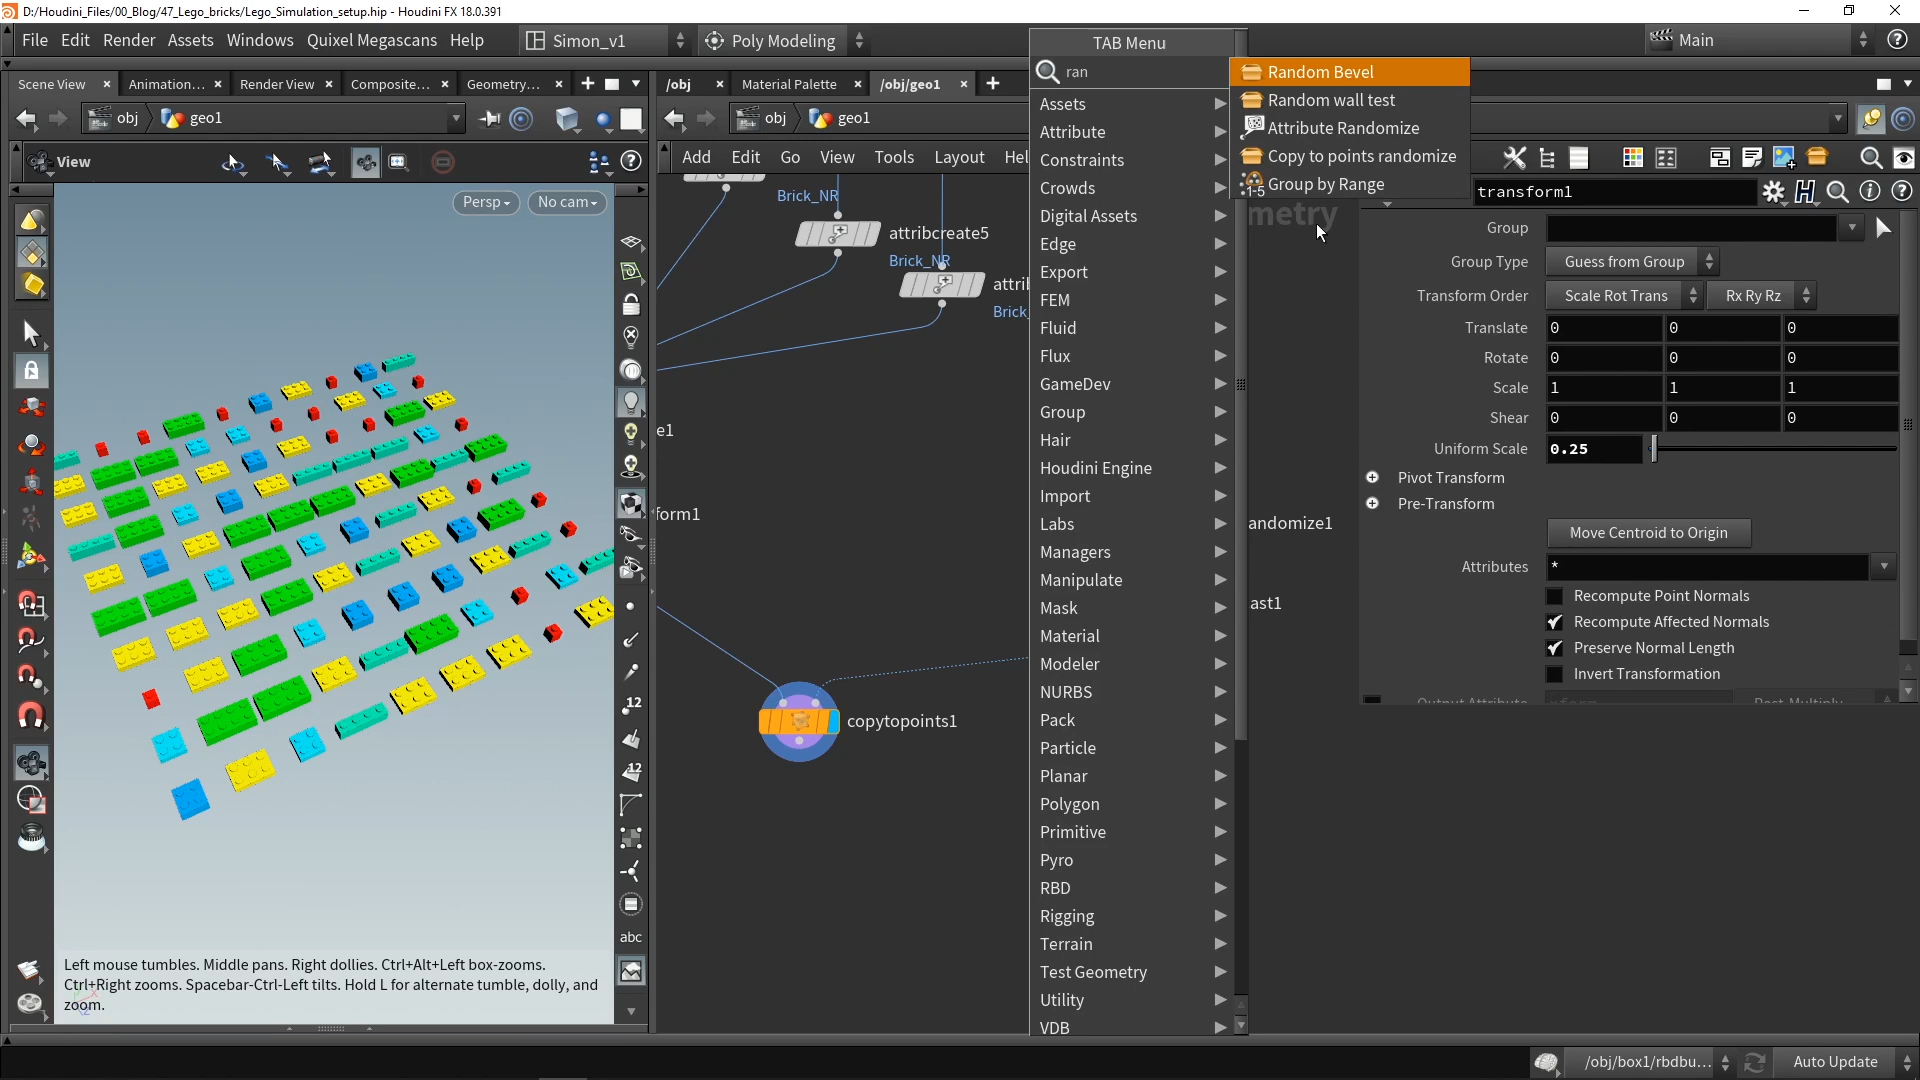 D:/Houdini_Files/00_Blog/47_Lego_bricks/Lego_Simulation_setup.hip - Houdini FX 18.0.391
File Edit Render Assets Windows Quixel Megascans Help
Simon_v1
Poly Modeling
Main
TAB Menu
ran
Random Bevel
Random wall test
Attribute Randomize
Copy to points randomize
1-5 Group by Range
Assets
Attribute
Constraints
Crowds
Digital Assets
Edge
Export
FEM
Fluid
Flux
GameDev
Group
Hair
Houdini Engine
Import
Labs
Managers
Manipulate
Mask
Material
Modeler
NURBS
Pack
Particle
Planar
Polygon
Primitive
Pyro
RBD
Rigging
Terrain
Test Geometry
Utility
VDB
Scene View
Animation...
Render View
Composite...
Geometry...
obj
geo1
View
Persp
No cam
12
12
abc
Left mouse tumbles. Middle pans. Right dollies. Ctrl+Alt+Left box-zooms.
Ctrl+Right zooms. Spacebar-Ctrl-Left tilts. Hold L for alternate tumble, dolly, and
zoom.
/obj
Material Palette
/obj/geo1
obj
geo1
Add Edit Go View Tools Layout Hel
metry
Brick_NR
attribcreate5
Brick_NR
attrib
Brick_
e1
form1
andomize1
ast1
copytopoints1
transform1
Group
Group Type Guess from Group
Transform Order Scale Rot Trans Rx Ry Rz
Translate 0 0 0
Rotate 0 0 0
Scale 1 1 1
Shear 0 0 0
Uniform Scale 0.25
Pivot Transform
Pre-Transform
Move Centroid to Origin
Attributes *
Recompute Point Normals
Recompute Affected Normals
Preserve Normal Length
Invert Transformation
/obj/box1/rbdbu...
Auto Update